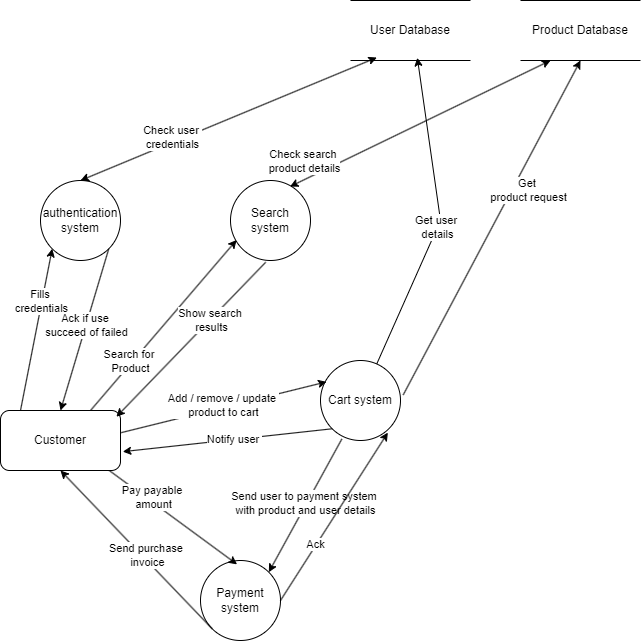 User Database
Product Database
Check user
credentials
Check search
product details
Get
product request
authentication
system
Search
system
Get user
details
Fills
credentials
Ack if use
succeed of failed
Show search
results
Search for
Product
Add / remove / update
product to cart
Cart system
Customer
Notify user
Pay payable
amount
Send user to payment system
with product and user details
Send purchase
invoice
Ack
Payment
system